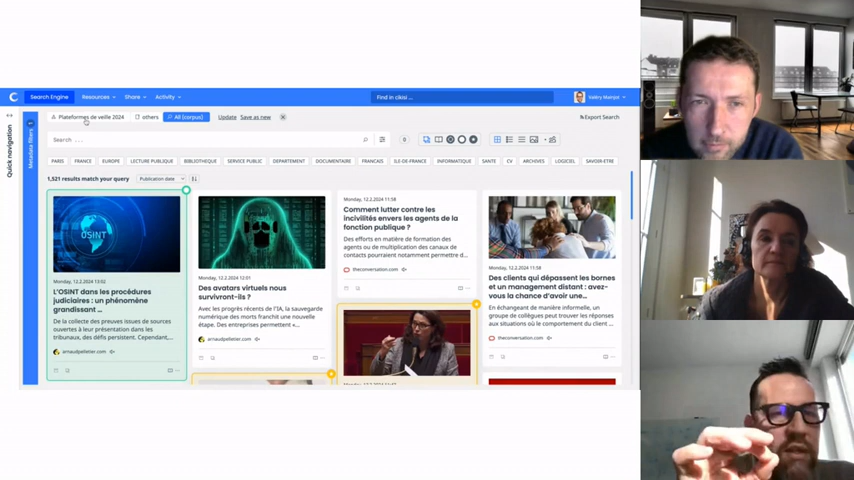 Search Engine
Resources
Share
Activity
Find in cikisi ...
Valéry Mainjot
Plateformes de veille 2024
others
All (corpus)
Update
Save as new
Export Search
Quick navigation
Metadata filters
Search ...
0
PARIS
FRANCE
EUROPE
LECTURE PUBLIQUE
BIBLIOTHEQUE
SERVICE PUBLIC
DEPARTEMENT
DOCUMENTAIRE
FRANCAIS
ILE-DE-FRANCE
INFORMATIQUE
SANTE
CV
ARCHIVES
LOGICIEL
SAVOIR-ETRE
1,521 results match your query
Publication date
OSINT
Monday, 12.2.2024 13:02
L'OSINT dans les procédures
judiciaires : un phénomène
grandissant ...
De la collecte des preuves issues de sources
ouvertes à leur présentation dans les
tribunaux, des défis persistent. Cependant,...
arnaudpelletier.com
Monday, 12.2.2024 12:01
Des avatars virtuels nous
survivront-ils ?
Avec les progrès récents de l'IA, la sauvegarde
numérique des morts franchit une nouvelle
étape. Des entreprises permettent «...
arnaudpelletier.com
Monday, 12.2.2024 11:58
Comment lutter contre les
incivilités envers les agents de la
fonction publique ?
Des efforts en matière de formation des
agents ou de multiplication des canaux de
contacts pourraient notamment permettre d...
theconversation.com
Monday, 12.2.2024 11:58
Des clients qui dépassent les bornes
et un management distant : avez-
vous la chance d'avoir une...
En échangeant de manière informelle, un
groupe de collègues peut trouver les réponses
aux situations où le comportement du client ...
theconversation.com